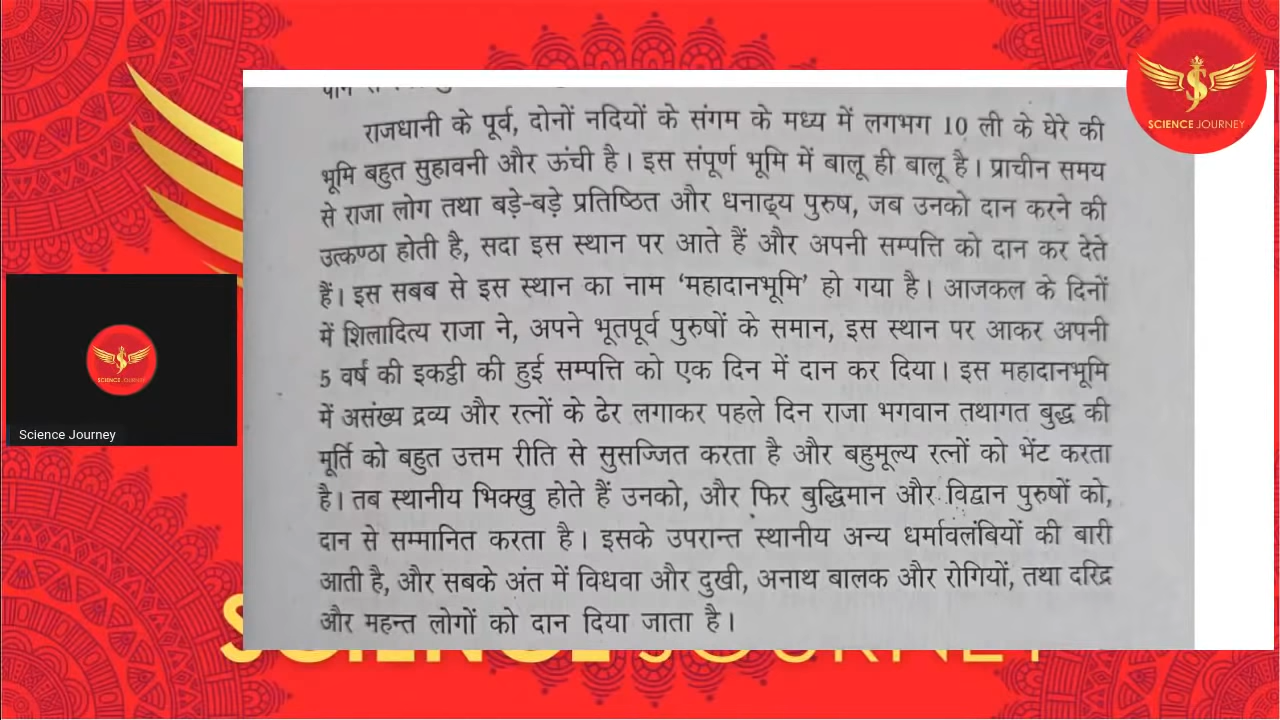 SCIENCE JOURNEY
राजधानी के पूर्व, दोनों नदियों के संगम के मध्य में लगभग 10 ली के घेरे की
भूमि बहुत सुहावनी और ऊंची है। इस संपूर्ण भूमि में बालू ही बालू है। प्राचीन समय
से राजा लोग तथा बड़े-बड़े प्रतिष्ठित और धनाढ्य पुरुष, जब उनको दान करने की
उत्कण्ठा होती है, सदा इस स्थान पर आते हैं और अपनी सम्पत्ति को दान कर देते
हैं। इस सबब से इस स्थान का नाम ‘महादानभूमि’ हो गया है। आजकल के दिनों
में शिलादित्य राजा ने, अपने भूतपूर्व पुरुषों के समान, इस स्थान पर आकर अपनी
5 वर्ष की इकट्ठी की हुई सम्पत्ति को एक दिन में दान कर दिया। इस महादानभूमि
में असंख्य द्रव्य और रत्नों के ढेर लगाकर पहले दिन राजा भगवान तथागत बुद्ध की
मूर्ति को बहुत उत्तम रीति से सुसज्जित करता है और बहुमूल्य रत्नों को भेंट करता
है। तब स्थानीय भिक्खु होते हैं उनको, और फिर बुद्धिमान और विद्वान पुरुषों को,
दान से सम्मानित करता है। इसके उपरान्त स्थानीय अन्य धर्मावलंबियों की बारी
आती है, और सबके अंत में विधवा और दुखी, अनाथ बालक और रोगियों, तथा दरिद्र
और महन्त लोगों को दान दिया जाता है।
SCIENCE JOURNEY
Science Journey
SCIENCE JOURNEY